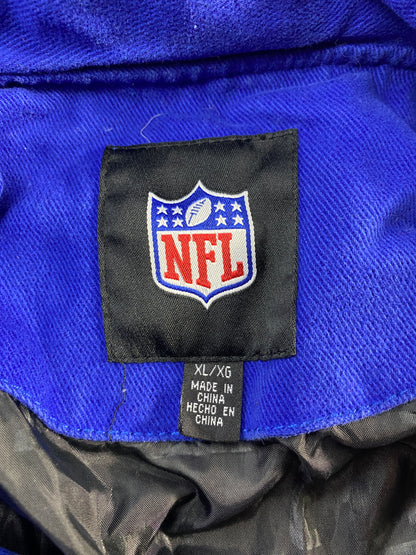 NFL
XL/XG
MADE IN
CHINA
HECHO EN
CHINA